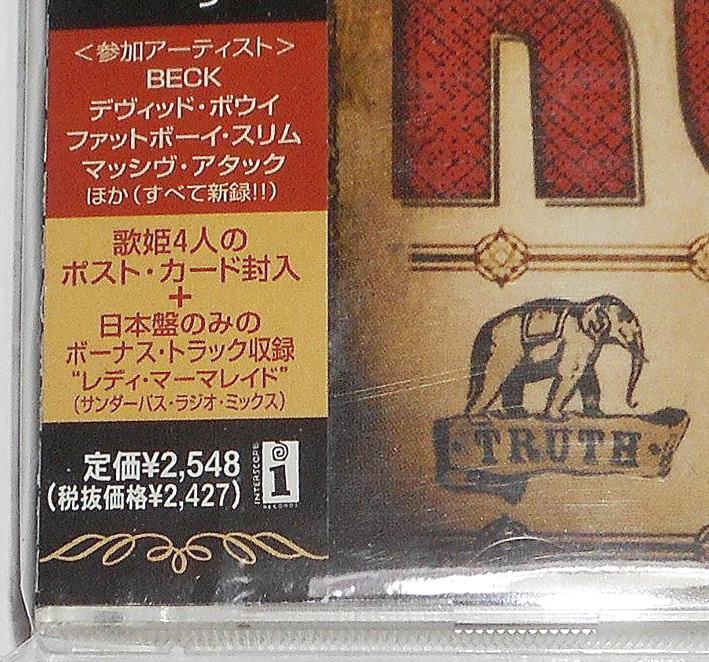 <参加アーティスト>
BECK
デヴィッド・ボウイ
ファットボーイ・スリム
マッシヴ・アタック
ほか(すべて新録!!)
歌姫4人の
ポスト・カード封入
+
日本盤のみの
ボーナス・トラック収録
“レディ・マーマレイド”
(サンダーパス・ラジオ・ミックス)
定価¥2,548
(税抜価格¥2,427)
INTERSCOPE
i
RECORDS
・TRUTH・